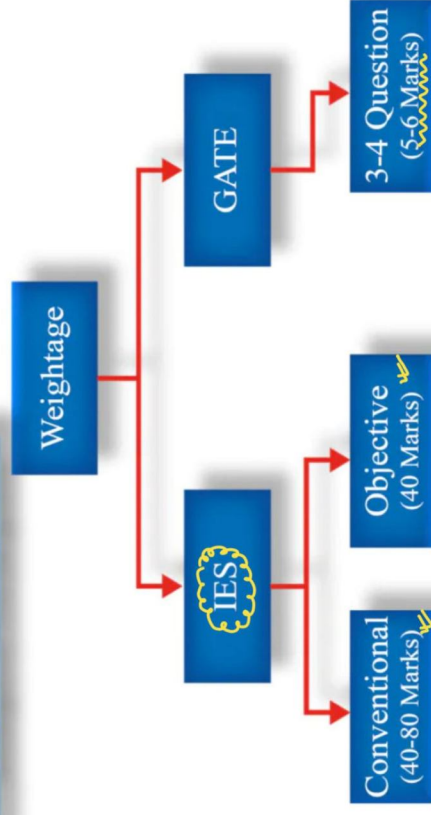 Weightage
IES
GATE
Conventional
(40-80 Marks)
Objective
(40 Marks)
3-4 Question
(5-6 Marks)